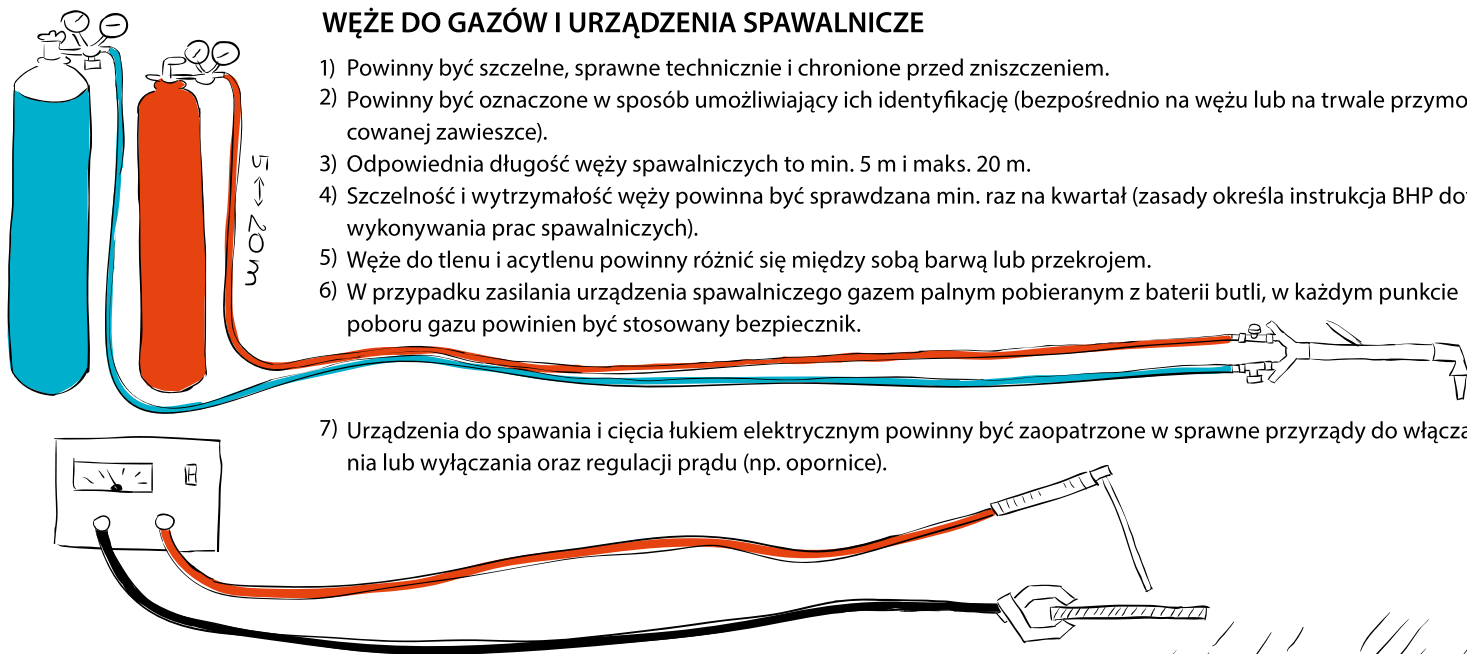 WĘŻE DO GAZÓW I URZĄDZENIA SPAWALNICZE
1) Powinny być szczelne, sprawne technicznie i chronione przed zniszczeniem.
2) Powinny być oznaczone w sposób umożliwiający ich identyfikację (bezpośrednio na wężu lub na trwale przymo
cowanej zawieszce).
3) Odpowiednia długość węży spawalniczych to min. 5 m i maks. 20 m.
4) Szczelność i wytrzymałość węży powinna być sprawdzana min. raz na kwartał (zasady określa instrukcja BHP do
wykonywania prac spawalniczych).
5) Węże do tlenu i acytlenu powinny różnić się między sobą barwą lub przekrojem.
6) W przypadku zasilania urządzenia spawalniczego gazem palnym pobieranym z baterii butli, w każdym punkcie
poboru gazu powinien być stosowany bezpiecznik.
5 ↔ 20 m
7) Urządzenia do spawania i cięcia łukiem elektrycznym powinny być zaopatrzone w sprawne przyrządy do włącza
nia lub wyłączania oraz regulacji prądu (np. opornice).